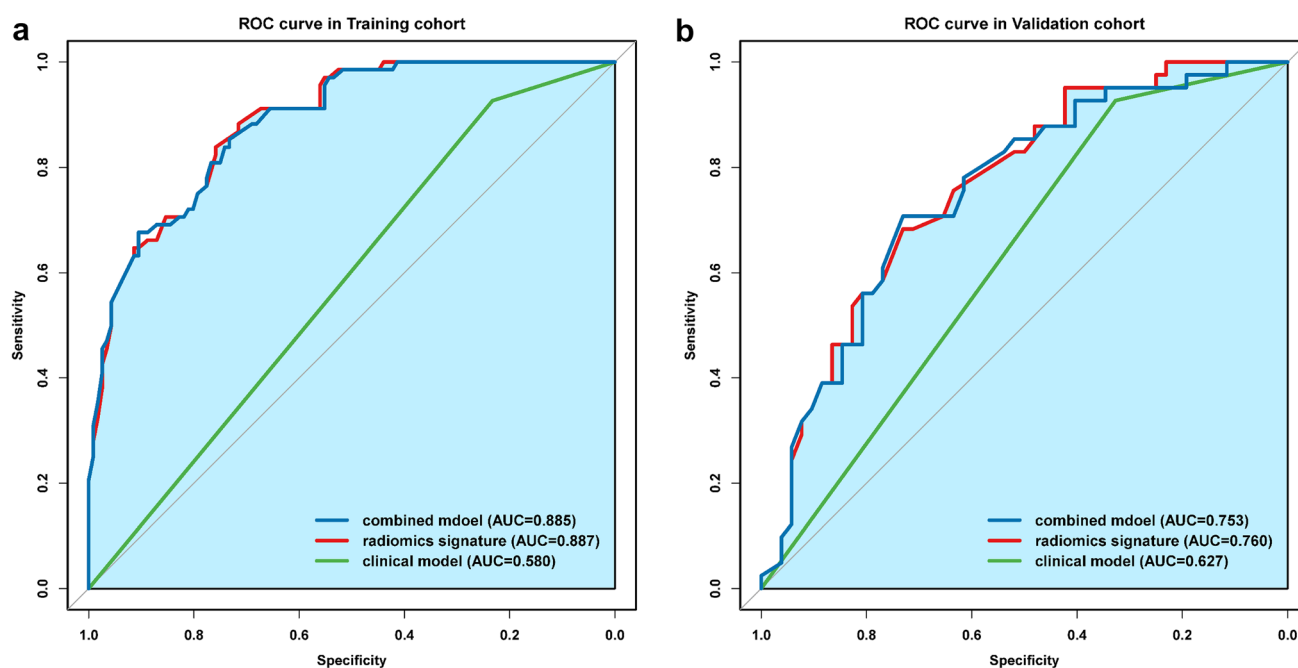 a
ROC curve in Training cohort
Sensitivity
1.0
0.8
0.6
0.4
0.2
0.0
combined mdoel (AUC=0.885)
radiomics signature (AUC=0.887)
clinical model (AUC=0.580)
1.0 0.8 0.6 0.4 0.2 0.0
Specificity
b
ROC curve in Validation cohort
Sensitivity
1.0
0.8
0.6
0.4
0.2
0.0
combined mdoel (AUC=0.753)
radiomics signature (AUC=0.760)
clinical model (AUC=0.627)
1.0 0.8 0.6 0.4 0.2 0.0
Specificity